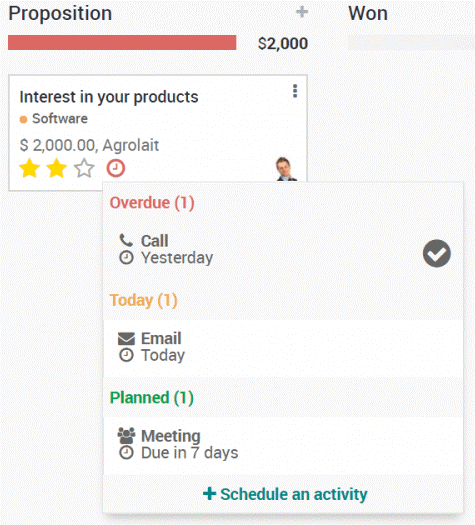 Proposition + Won
$2,000
Interest in your products
Software
$ 2,000.00, Agrolait
Overdue (1)
Call
Yesterday
Today (1)
Email
Today
Planned (1)
Meeting
Due in 7 days
+ Schedule an activity